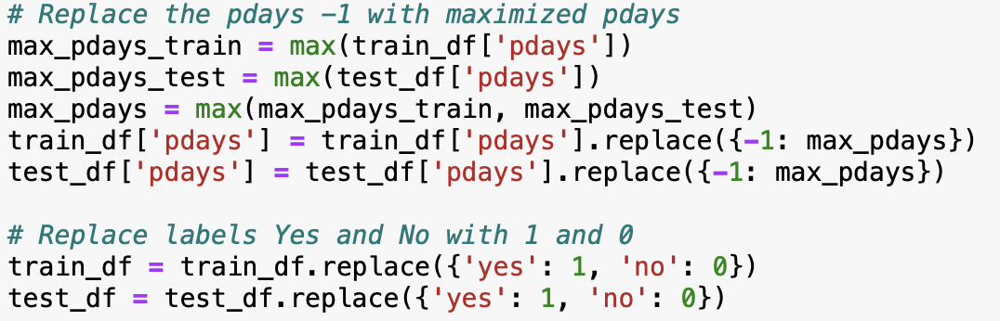 # Replace the pdays -1 with maximized pdays
max_pdays_train = max(train_df['pdays'])
max_pdays_test = max(test_df['pdays'])
max_pdays = max(max_pdays_train, max_pdays_test)
train_df['pdays'] = train_df['pdays'].replace({-1: max_pdays})
test_df['pdays'] = test_df['pdays'].replace({-1: max_pdays})

# Replace labels Yes and No with 1 and 0
train_df = train_df.replace({'yes': 1, 'no': 0})
test_df = test_df.replace({'yes': 1, 'no': 0})